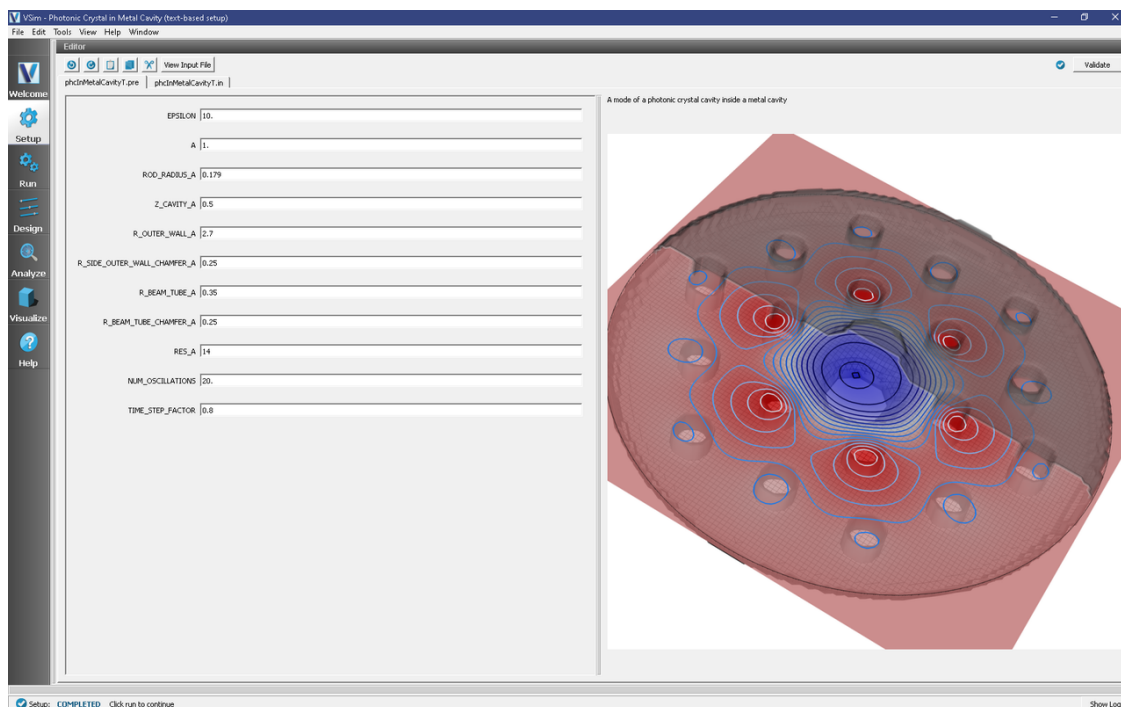 VSim - Photonic Crystal in Metal Cavity (text-based setup)
File Edit Tools View Help Window
Editor
View Input File
Validate
phcInMetalCavityT.pre
phcInMetalCavityT.in
Welcome
Setup
Run
Design
Analyze
Visualize
Help
EPSILON 10.
A 1.
ROD_RADIUS_A 0.179
Z_CAVITY_A 0.5
R_OUTER_WALL_A 2.7
R_SIDE_OUTER_WALL_CHAMFER_A 0.25
R_BEAM_TUBE_A 0.35
R_BEAM_TUBE_CHAMFER_A 0.25
RES_A 14
NUM_OSCILLATIONS 20.
TIME_STEP_FACTOR 0.8
A mode of a photonic crystal cavity inside a metal cavity
Setup: COMPLETED Click run to continue
Show Log